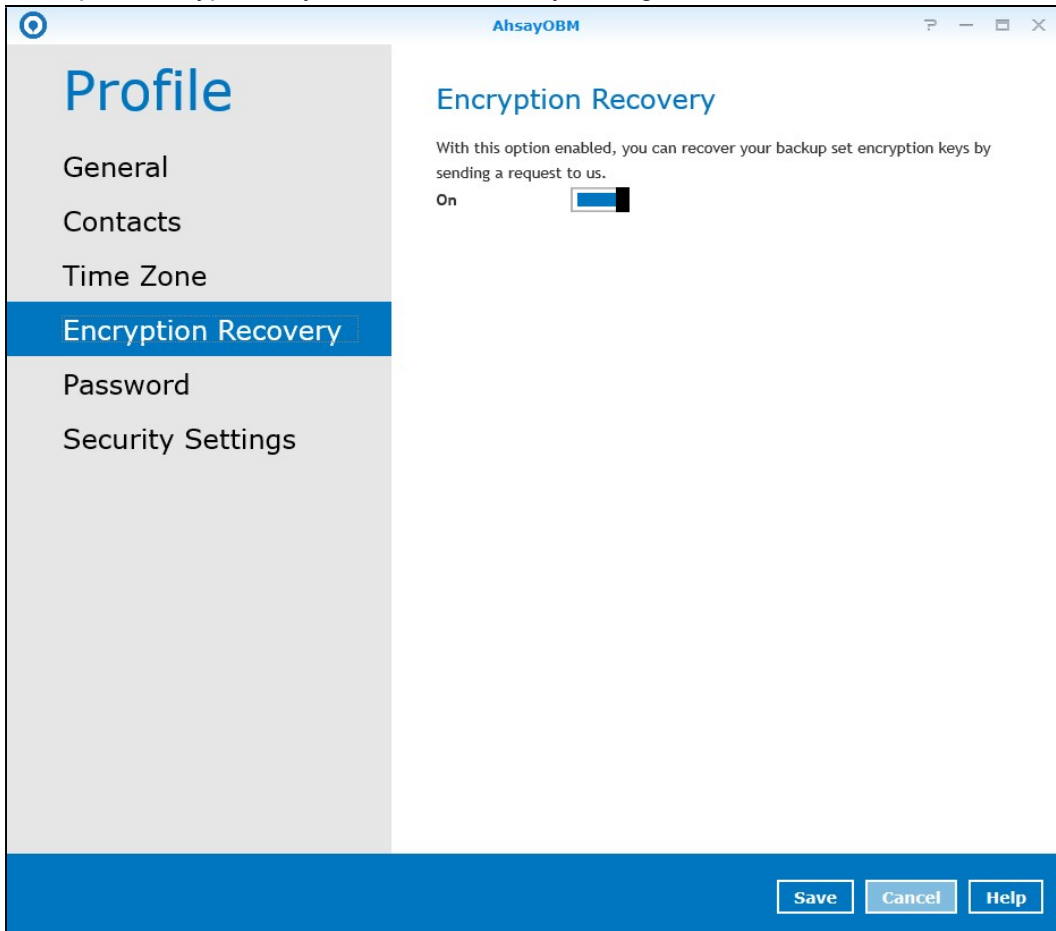 AhsayOBM
Profile
General
Contacts
Time Zone
Encryption Recovery
Password
Security Settings
Encryption Recovery
With this option enabled, you can recover your backup set encryption keys by
sending a request to us.
On
Save Cancel Help